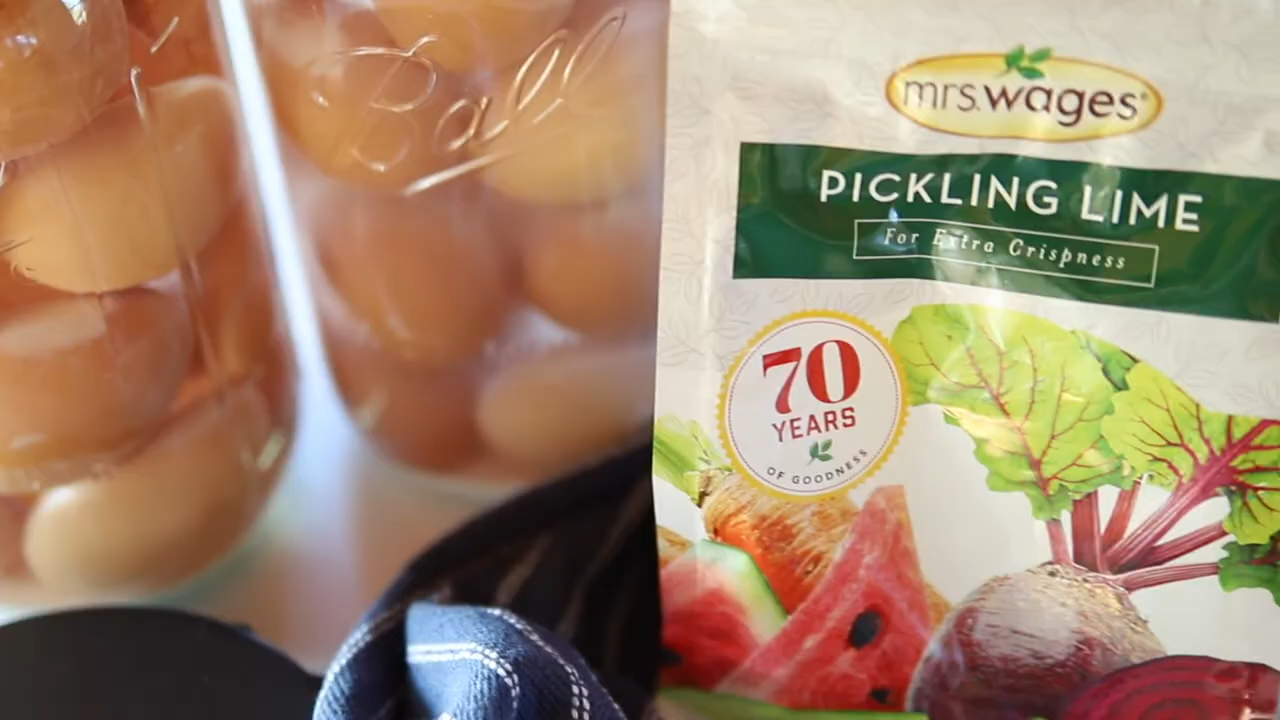 Ball
mrs.wages®
PICKLING LIME
For Extra Crispness
70
YEARS
OF GOODNESS